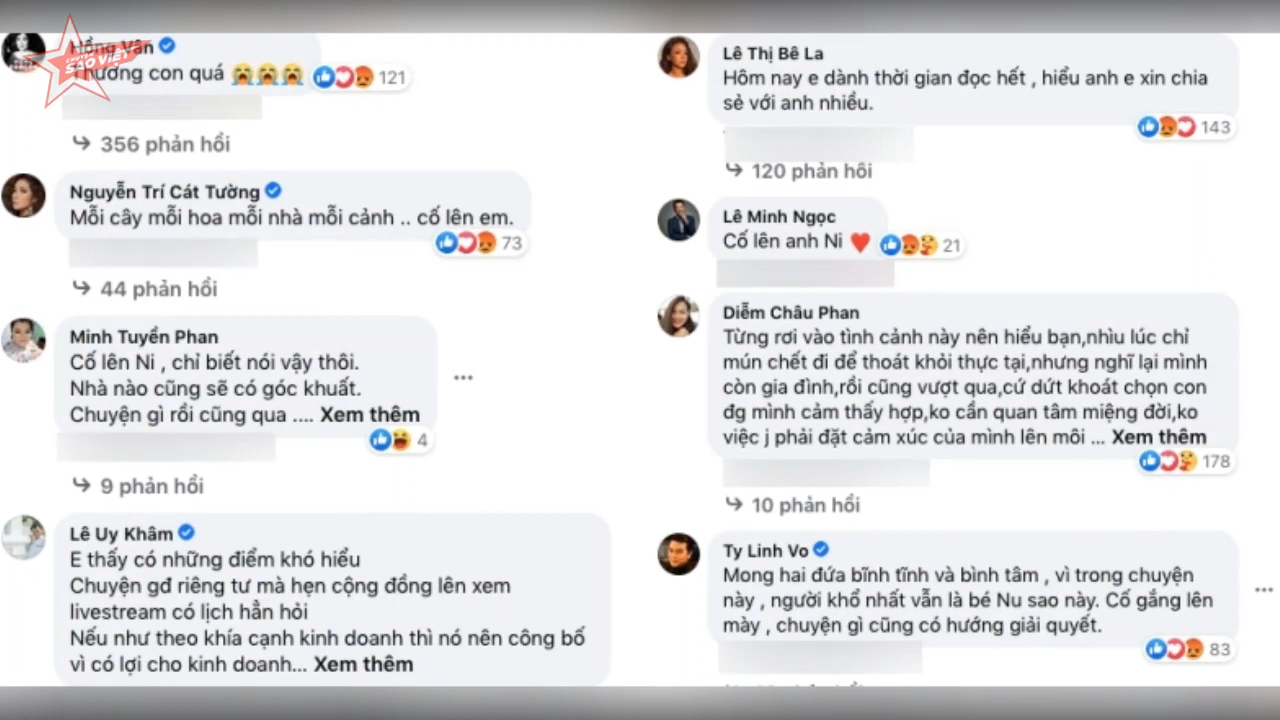 Hồng Vân
Thương con quá
121
356 phản hồi
Nguyễn Trí Cát Tường
Mỗi cây mỗi hoa mỗi nhà mỗi cảnh .. cố lên em.
73
44 phản hồi
Minh Tuyền Phan
Cố lên Ni , chỉ biết nói vậy thôi.
Nhà nào cũng sẽ có góc khuất.
Chuyện gì rồi cũng qua .... Xem thêm
4
9 phản hồi
Lê Uy Khâm
E thấy có những điểm khó hiểu
Chuyện gđ riêng tư mà hẹn cộng đồng lên xem
livestream có lịch hẳn hỏi
Nếu như theo khía cạnh kinh doanh thì nó nên công bố
vì có lợi cho kinh doanh... Xem thêm
Lê Thị Bê La
Hôm nay e dành thời gian đọc hết , hiểu anh e xin chia
sẻ với anh nhiều.
143
120 phản hồi
Lê Minh Ngọc
Cố lên anh Ni
21
Diễm Châu Phan
Từng rơi vào tình cảnh này nên hiểu bạn,nhìu lúc chỉ
mún chết đi để thoát khỏi thực tại,nhưng nghĩ lại mình
còn gia đình,rồi cũng vượt qua,cứ dứt khoát chọn con
đg mình cảm thấy hợp,ko cần quan tâm miệng đời,ko
việc j phải đặt cảm xúc của mình lên môi ... Xem thêm
178
10 phản hồi
Ty Linh Vo
Mong hai đứa bĩnh tĩnh và bình tâm , vì trong chuyện
này , người khổ nhất vẫn là bé Nu sao này. Cố gắng lên
mày , chuyện gì cũng có hướng giải quyết.
83
CHUYỆN
SAO VIỆT